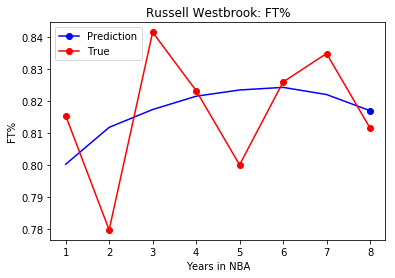 Russell Westbrook: FT%
Prediction
True
FT%
0.84
0.83
0.82
0.81
0.80
0.79
0.78
1 2 3 4 5 6 7 8
Years in NBA